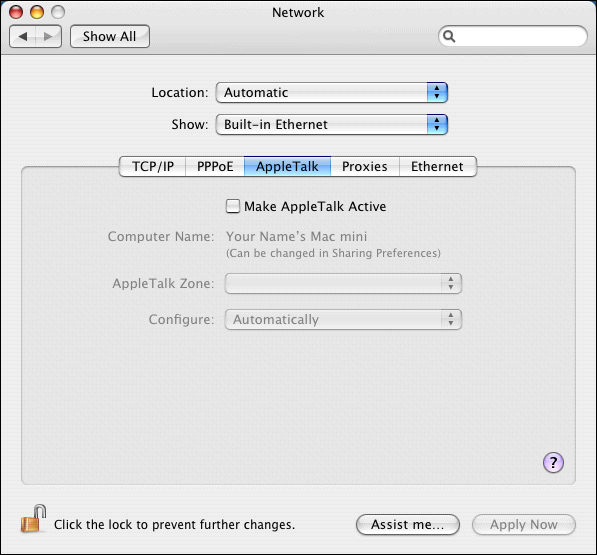 Network
Show All
Location: Automatic
Show: Built-in Ethernet
TCP/IP PPPoE AppleTalk Proxies Ethernet
Make AppleTalk Active
Computer Name: Your Name's Mac mini
(Can be changed in Sharing Preferences)
AppleTalk Zone:
Configure: Automatically
?
Click the lock to prevent further changes. Assist me... Apply Now